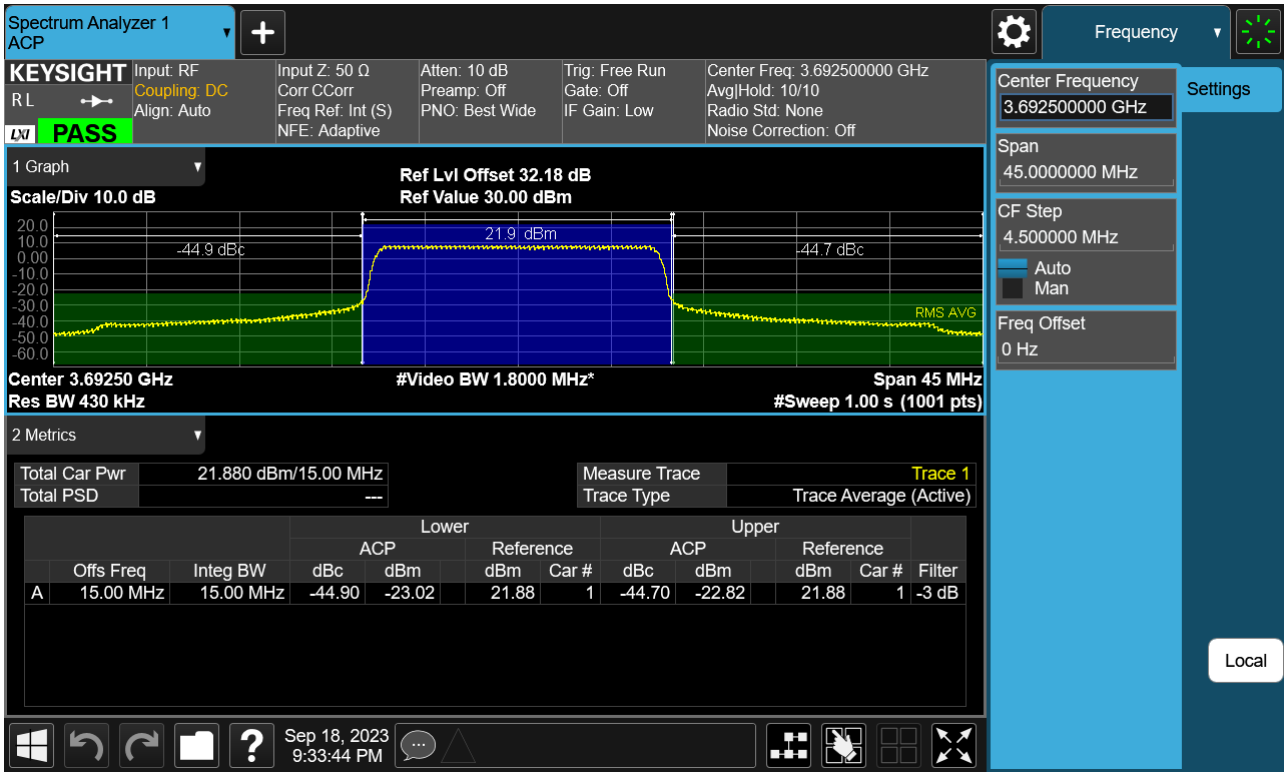 Spectrum Analyzer 1
ACP
Frequency
KEYSIGHT
R L
LXI
PASS
Input: RF
Coupling: DC
Align: Auto
Input Z: 50 Ω
Corr CCorr
Freq Ref: Int (S)
NFE: Adaptive
Atten: 10 dB
Preamp: Off
PNO: Best Wide
Trig: Free Run
Gate: Off
IF Gain: Low
Center Freq: 3.692500000 GHz
Avg|Hold: 10/10
Radio Std: None
Noise Correction: Off
1 Graph
Scale/Div 10.0 dB
Ref Lvl Offset 32.18 dB
Ref Value 30.00 dBm
20.0
10.0
0.00
-10.0
-20.0
-30.0
-40.0
-50.0
-60.0
-44.9 dBc
21.9 dBm
-44.7 dBc
RMS AVG
Center 3.69250 GHz
#Video BW 1.8000 MHz*
Span 45 MHz
Res BW 430 kHz
#Sweep 1.00 s (1001 pts)
2 Metrics
Total Car Pwr 21.880 dBm/15.00 MHz
Total PSD ---
Measure Trace Trace 1
Trace Type Trace Average (Active)
Lower Upper
ACP Reference ACP Reference
Offs Freq Integ BW dBc dBm dBm Car # dBc dBm dBm Car # Filter
A 15.00 MHz 15.00 MHz -44.90 -23.02 21.88 1 -44.70 -22.82 21.88 1 -3 dB
Center Frequency
3.692500000 GHz
Span
45.0000000 MHz
CF Step
4.500000 MHz
Auto
Man
Freq Offset
0 Hz
Settings
Local
?
Sep 18, 2023
9:33:44 PM